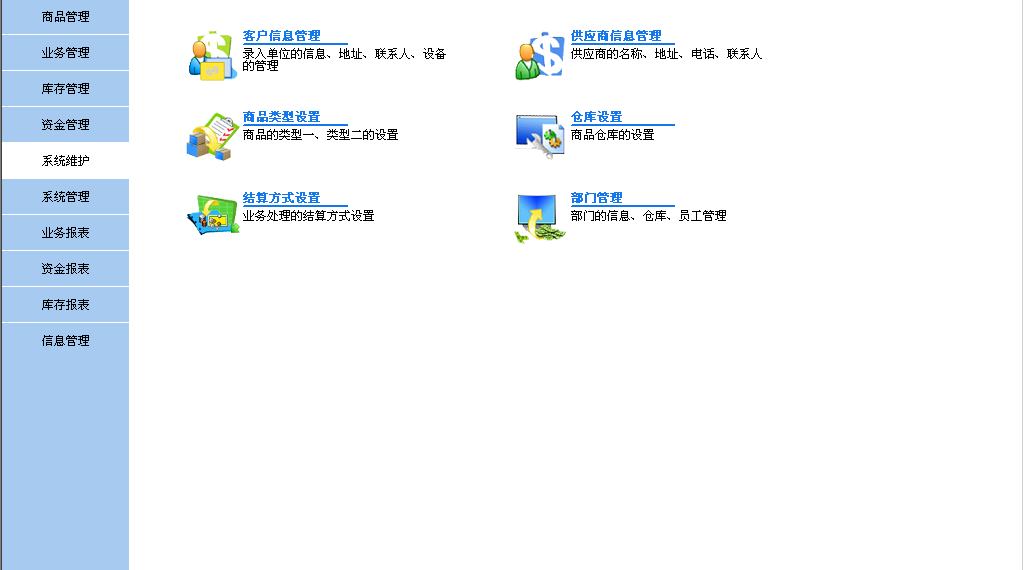 商品管理
业务管理
库存管理
资金管理
系统维护
系统管理
业务报表
资金报表
库存报表
信息管理
客户信息管理
录入单位的信息、地址、联系人、设备
的管理
供应商信息管理
供应商的名称、地址、电话、联系人
商品类型设置
商品的类型一、类型二的设置
仓库设置
商品仓库的设置
结算方式设置
业务处理的结算方式设置
部门管理
部门的信息、仓库、员工管理